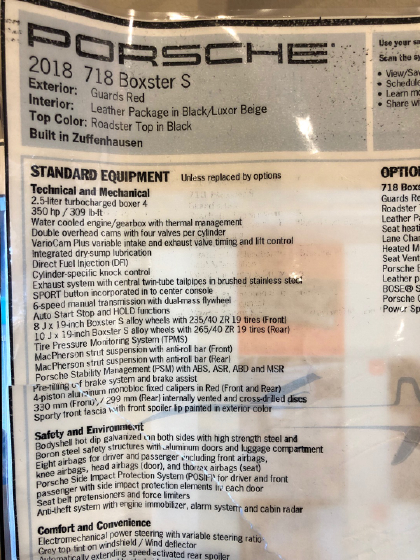 PORSCHE
2018 718 Boxster S
Exterior: Guards Red
Interior: Leather Package in Black/Luxor Beige
Top Color: Roadster Top in Black
Built in Zuffenhausen
Use your
Scan the
• View/Sav
• Schedul
• Learn mo
• Share w
STANDARD EQUIPMENT Unless replaced by options
Technical and Mechanical
2.5-liter turbocharged boxer 4
350 hp / 309 lb-ft
Water cooled engine/gearbox with thermal management
Double overhead cams with four valves per cylinder
VarioCam Plus variable intake and exhaust valve timing and lift control
Integrated dry-sump lubrication
Direct Fuel Injection (DFI)
Cylinder-specific knock control
Exhaust system with central twin-tube tailpipes in brushed stainless steel
SPORT button incorporated in to center console
6-speed manual transmission with dual-mass flywheel
Auto Start Stop and HOLD functions
8 J x 19-inch Boxster S alloy wheels with 235/40 ZR 19 tires (Front)
10 J x 19-inch Boxster S alloy wheels with 265/40 ZR 19 tires (Rear)
Tire Pressure Monitoring System (TPMS)
MacPherson strut suspension with anti-roll bar (Front)
MacPherson strut suspension with anti-roll bar (Rear)
Porsche Stability Management (PSM) with ABS, ASR, ABD and MSR
Pre-filling of brake system and brake assist
4-piston aluminum monobloc fixed calipers in Red (Front and Rear)
330 mm (Front) / 299 mm (Rear) internally vented and cross-drilled discs
Sporty front fascia with front spoiler lip painted in exterior color
Safety and Environment
Bodyshell hot dip galvanized on both sides with high strength steel and
Boron steel safety structures with aluminum doors and luggage compartment
Eight airbags for driver and passenger including front airbags,
knee airbags, head airbags (door), and thorax airbags (seat)
Porsche Side Impact Protection System (POSIP) for driver and front
passenger with side impact protection elements in each door
Seat belt pretensioners and force limiters
Anti-theft system with engine immobilizer, alarm system and cabin radar
Comfort and Convenience
Electromechanical power steering with variable steering ratio
Grey top tint on windshield / Wind deflector
Automatically extending speed-activated rear spoiler
OPTIO
718 Boxs
Guards Re
Roadster
Leather Pa
Seat heati
Lane Chan
Heated M
Seat Vent
Porsche E
Leather p
BOSE® S
Porsche C
Power Sp